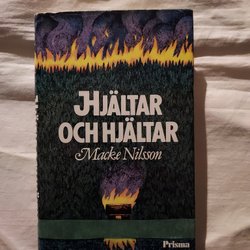 HJÄLTAR
OCH HJÄLTAR
Macke Nilsson
Prisma